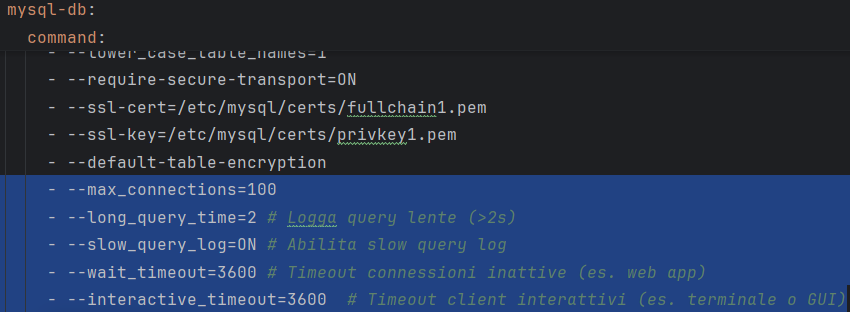 mysql-db:
command:
- --lower_case_table_names=1
- --require-secure-transport=ON
- --ssl-cert=/etc/mysql/certs/fullchain1.pem
- --ssl-key=/etc/mysql/certs/privkey1.pem
- --default-table-encryption
- --max_connections=100
- --long_query_time=2 # Logga query lente (>2s)
- --slow_query_log=ON # Abilita slow query log
- --wait_timeout=3600 # Timeout connessioni inattive (es. web app)
- --interactive_timeout=3600  # Timeout client interattivi (es. terminale o GUI)